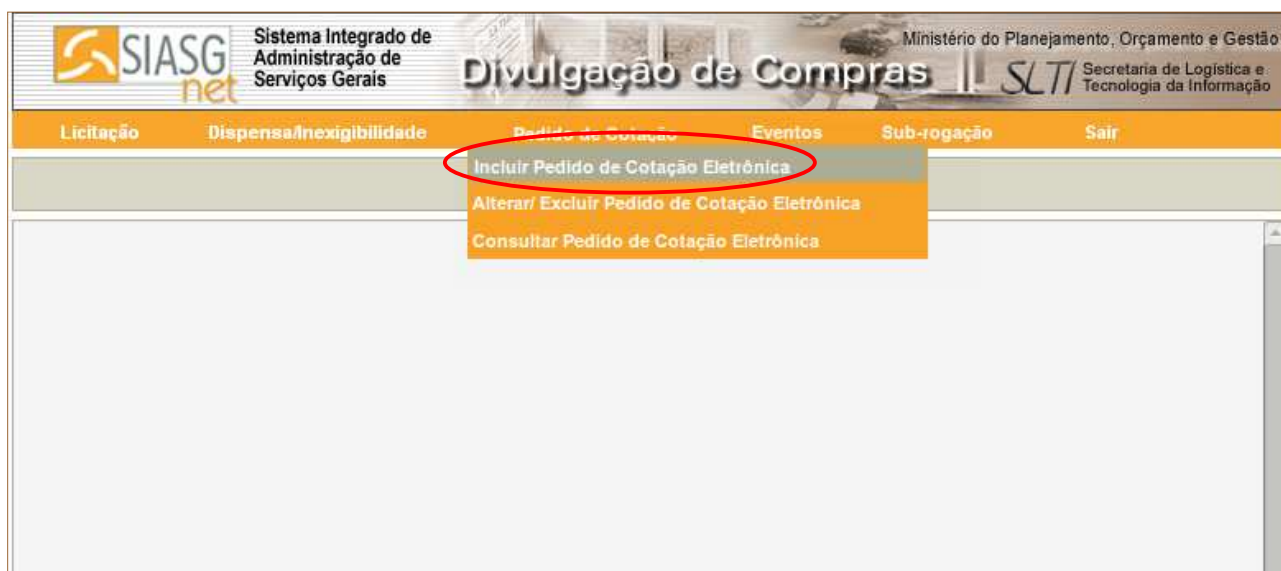 SIASG
net
Sistema Integrado de
Administração de
Serviços Gerais
Divulgação de Compras
Ministério do Planejamento, Orçamento e Gestão
SLTI
Secretaria de Logística e
Tecnologia da Informação
Licitação Dispensa/Inexigibilidade Pedido de Cotação Eventos Sub-rogação Sair
Incluir Pedido de Cotação Eletrônica
Alterar/ Excluir Pedido de Cotação Eletrônica
Consultar Pedido de Cotação Eletrônica